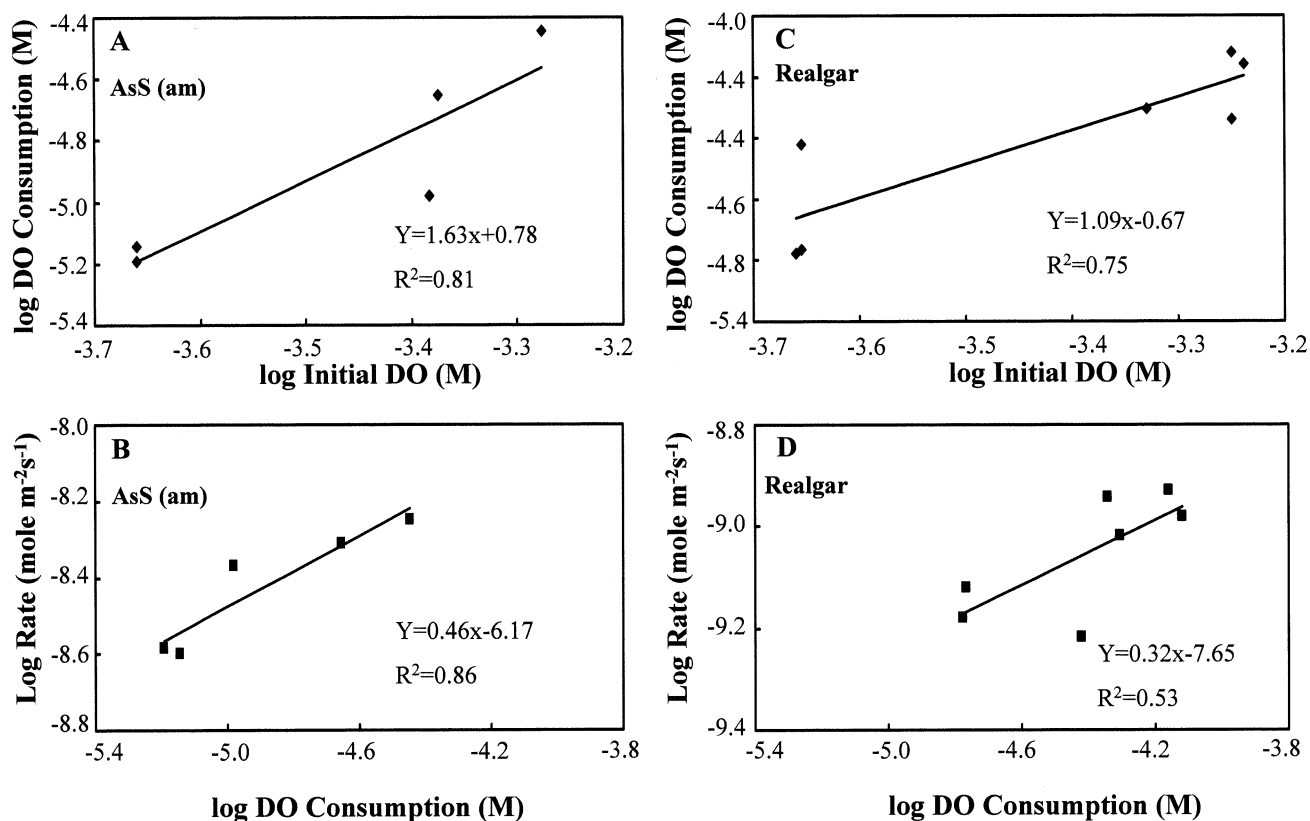 A
AsS (am)
log DO Consumption (M)
-4.4
-4.6
-4.8
-5.0
-5.2
-5.4
Y=1.63x+0.78
R²=0.81
-3.7
-3.5
-3.4
-3.3
-3.2
log Initial DO (M)
C
Realgar
log DO Consumption (M)
-4.0
-4.4
-4.4
-4.6
-4.8
-5.4
Y=1.09x-0.67
R²=0.75
-3.7
-3.5
-3.4
-3.3
-3.2
log Initial DO (M)
B
AsS (am)
Log Rate (mole m⁻²s⁻¹)
-8.0
-8.2
-8.4
-8.6
-8.8
Y=0.46x-6.17
R²=0.86
-5.4
-5.0
-4.6
-4.2
-3.8
log DO Consumption (M)
D
Realgar
Log Rate (mole m⁻²s⁻¹)
-8.8
-9.0
-9.2
-9.4
Y=0.32x-7.65
R²=0.53
-5.4
-5.0
-4.6
-4.2
-3.8
log DO Consumption (M)